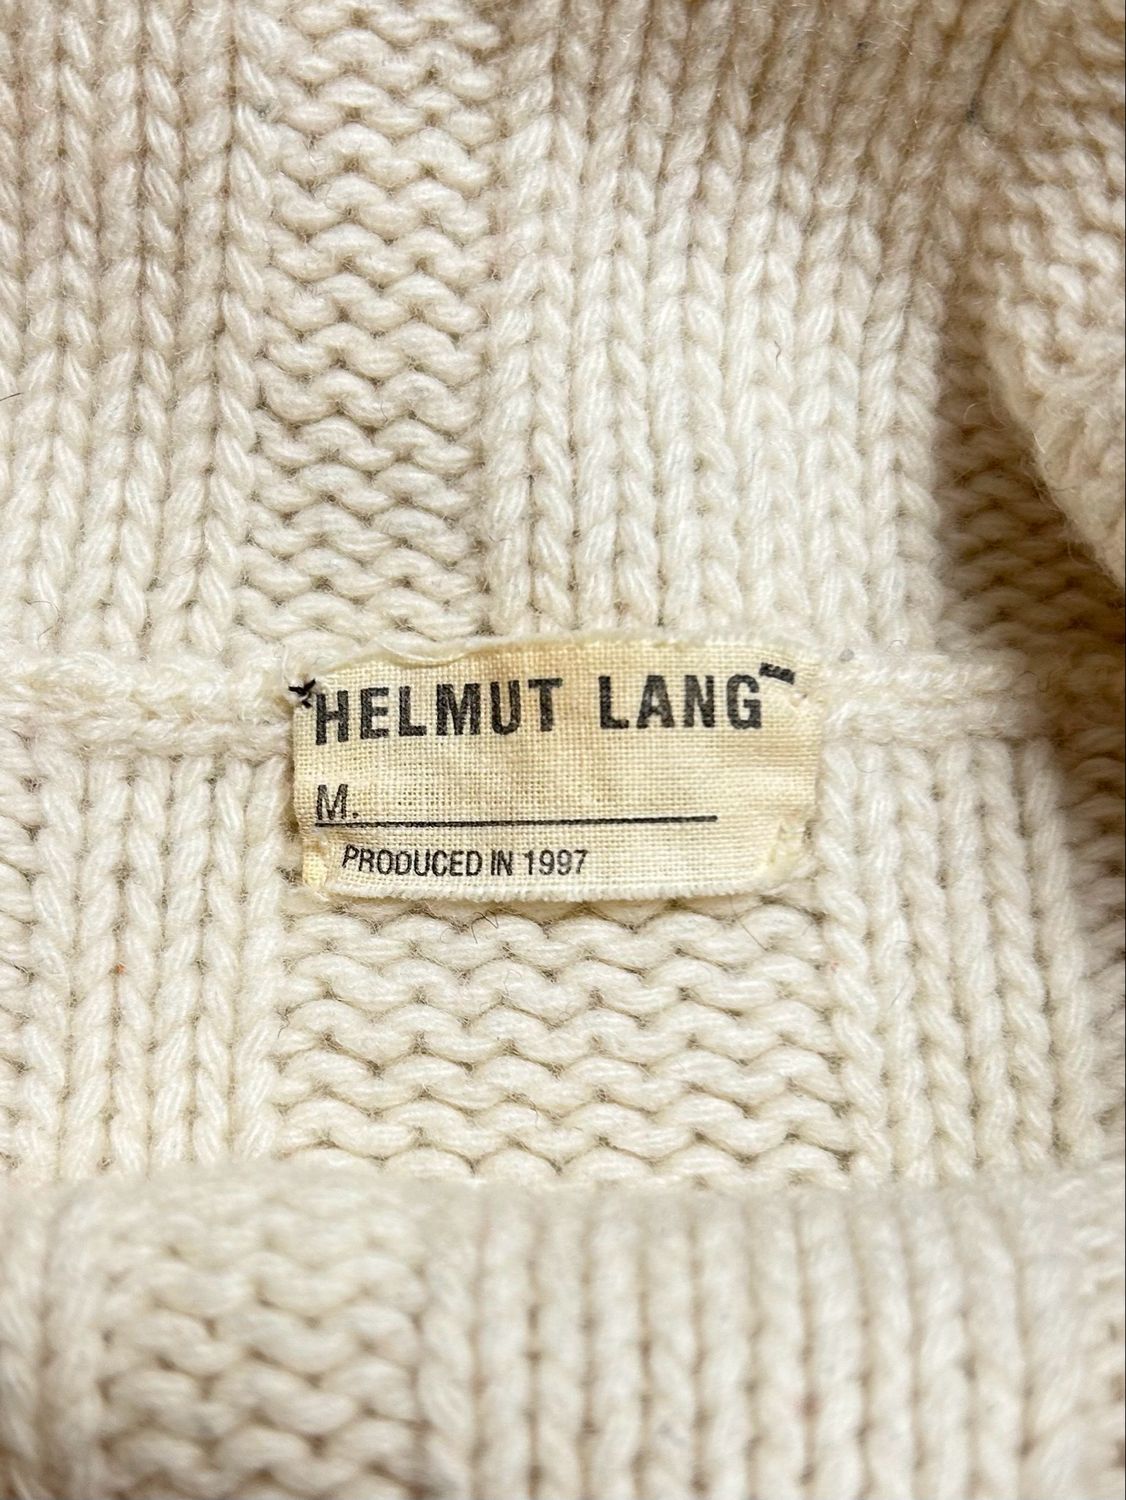 HELMUT LANG
M.
PRODUCED IN 1997